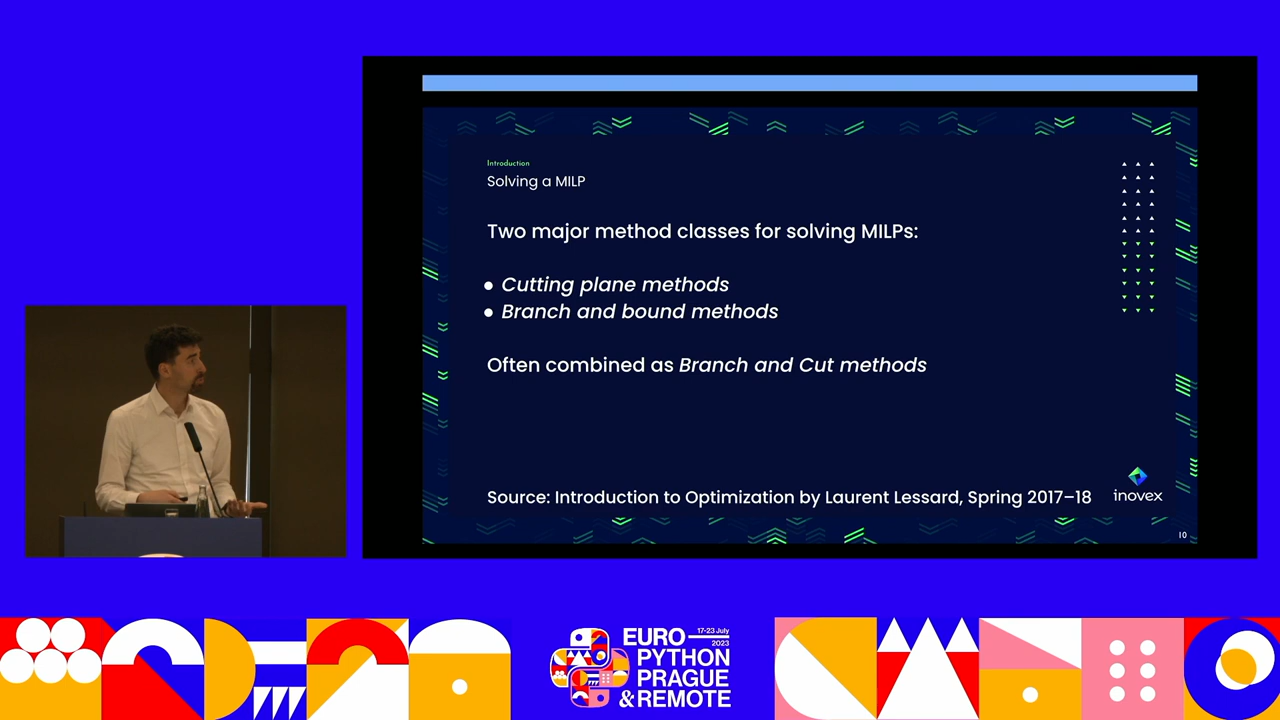 Introduction
Solving a MILP
Two major method classes for solving MILPs:
• Cutting plane methods
• Branch and bound methods
Often combined as Branch and Cut methods
Source: Introduction to Optimization by Laurent Lessard, Spring 2017–18
inovex
10
EURO
17-23 July
2023
PYTHON
PRAGUE
& REMOTE